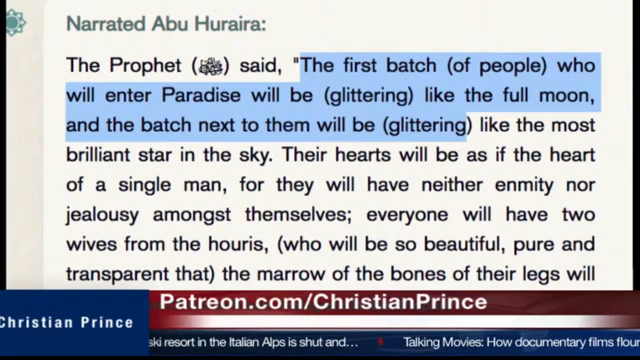 Narrated Abu Huraira:
The Prophet (ﷺ) said, "The first batch (of people) who
will enter Paradise will be (glittering) like the full moon,
and the batch next to them will be (glittering) like the most
brilliant star in the sky. Their hearts will be as if the heart
of a single man, for they will have neither enmity nor
jealousy amongst themselves; everyone will have two
wives from the houris, (who will be so beautiful, pure and
transparent that) the marrow of the bones of their legs will
Patreon.com/ChristianPrince
Christian Prince
ski resort in the Italian Alps is shut and… Talking Movies: How documentary films flour